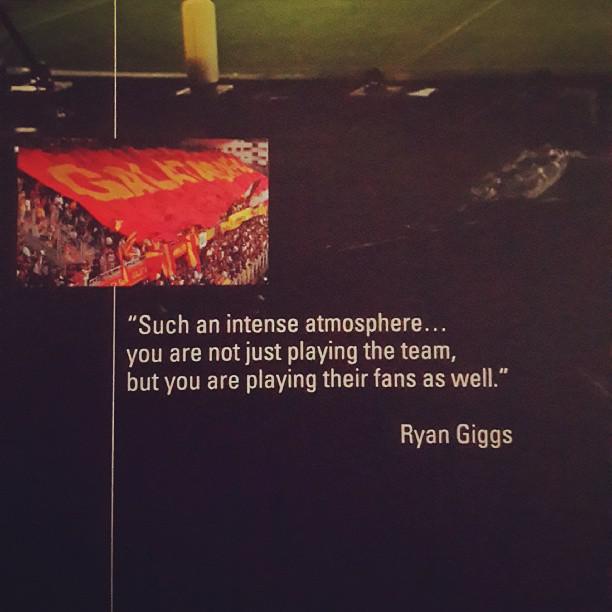 GALATASARAY
"Such an intense atmosphere...
you are not just playing the team,
but you are playing their fans as well."
Ryan Giggs